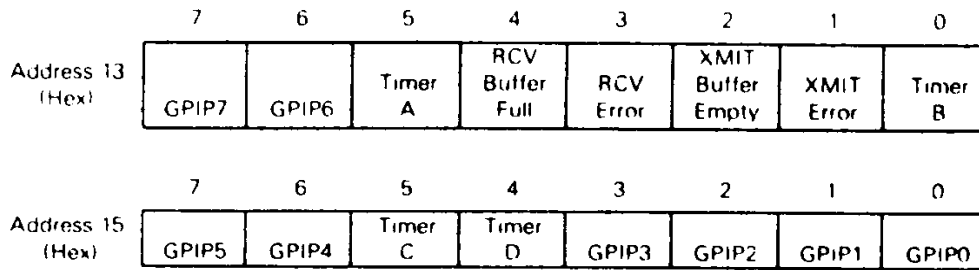 7 6 5 4 3 2 1 0
Address 13
(Hex)
GPIP7
GPIP6
Timer
A
RCV
Buffer
Full
RCV
Error
XMIT
Buffer
Empty
XMIT
Error
Timer
B
7 6 5 4 3 2 1 0
Address 15
(Hex)
GPIP5
GPIP4
Timer
C
Timer
D
GPIP3
GPIP2
GPIP1
GPIP0